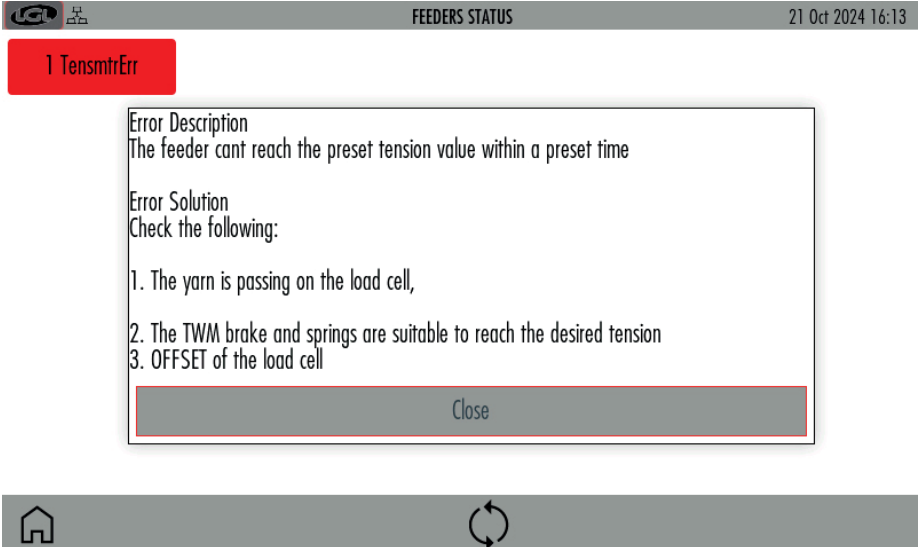 LGL
FEEDERS STATUS
21 Oct 2024 16:13
1 TensmtrErr
Error Description
The feeder cant reach the preset tension value within a preset time
Error Solution
Check the following:
1. The yarn is passing on the load cell,
2. The TWM brake and springs are suitable to reach the desired tension
3. OFFSET of the load cell
Close